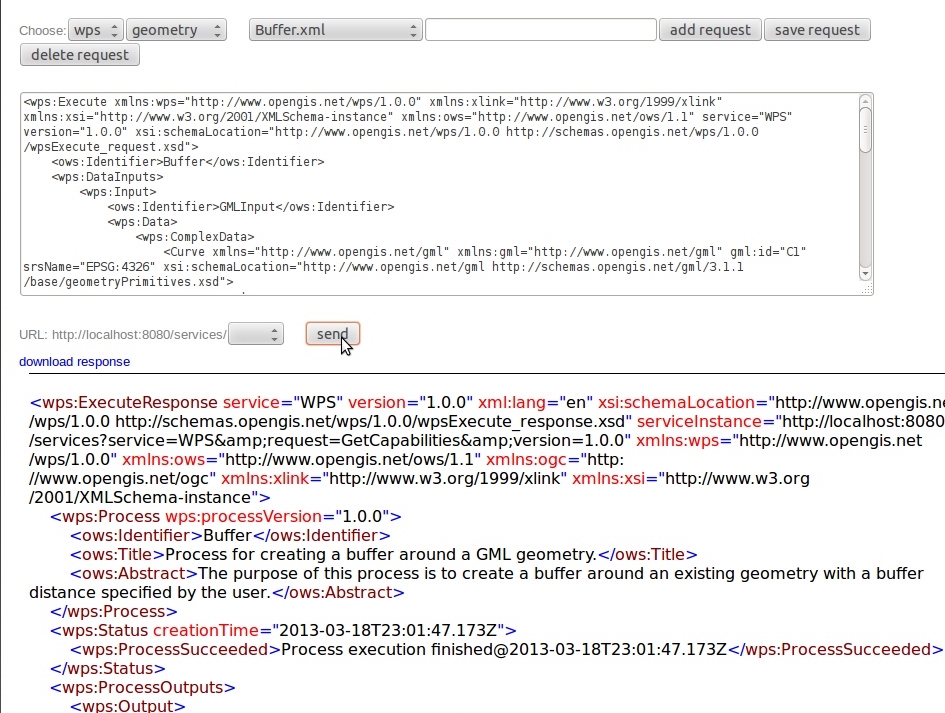 Choose: wps geometry Buffer.xml add request save request
delete request
<wps:Execute xmlns:wps="http://www.opengis.net/wps/1.0.0" xmlns:xlink="http://www.w3.org/1999/xlink"
xmlns:xsi="http://www.w3.org/2001/XMLSchema-instance" xmlns:ows="http://www.opengis.net/ows/1.1" service="WPS"
version="1.0.0" xsi:schemaLocation="http://www.opengis.net/wps/1.0.0 http://schemas.opengis.net/wps/1.0.0
/wpsExecute_request.xsd">
<ows:Identifier>Buffer</ows:Identifier>
<wps:DataInputs>
<wps:Input>
<ows:Identifier>GMLInput</ows:Identifier>
<wps:Data>
<wps:ComplexData>
<Curve xmlns="http://www.opengis.net/gml" xmlns:gml="http://www.opengis.net/gml" gml:id="C1"
srsName="EPSG:4326" xsi:schemaLocation="http://www.opengis.net/gml http://schemas.opengis.net/gml/3.1.1
/base/geometryPrimitives.xsd">
URL: http://localhost:8080/services/ send
download response
<wps:ExecuteResponse service="WPS" version="1.0.0" xml:lang="en" xsi:schemaLocation="http://www.opengis.ne
/wps/1.0.0 http://schemas.opengis.net/wps/1.0.0/wpsExecute_response.xsd" serviceInstance="http://localhost:8080
/services?service=WPS&amp;request=GetCapabilities&amp;version=1.0.0" xmlns:wps="http://www.opengis.net
/wps/1.0.0" xmlns:ows="http://www.opengis.net/ows/1.1" xmlns:ogc="http:
//www.opengis.net/ogc" xmlns:xlink="http://www.w3.org/1999/xlink" xmlns:xsi="http://www.w3.org
/2001/XMLSchema-instance">
<wps:Process wps:processVersion="1.0.0">
<ows:Identifier>Buffer</ows:Identifier>
<ows:Title>Process for creating a buffer around a GML geometry.</ows:Title>
<ows:Abstract>The purpose of this process is to create a buffer around an existing geometry with a buffer
distance specified by the user.</ows:Abstract>
</wps:Process>
<wps:Status creationTime="2013-03-18T23:01:47.173Z">
<wps:ProcessSucceeded>Process execution finished@2013-03-18T23:01:47.173Z</wps:ProcessSucceeded>
</wps:Status>
<wps:ProcessOutputs>
<wps:Output>